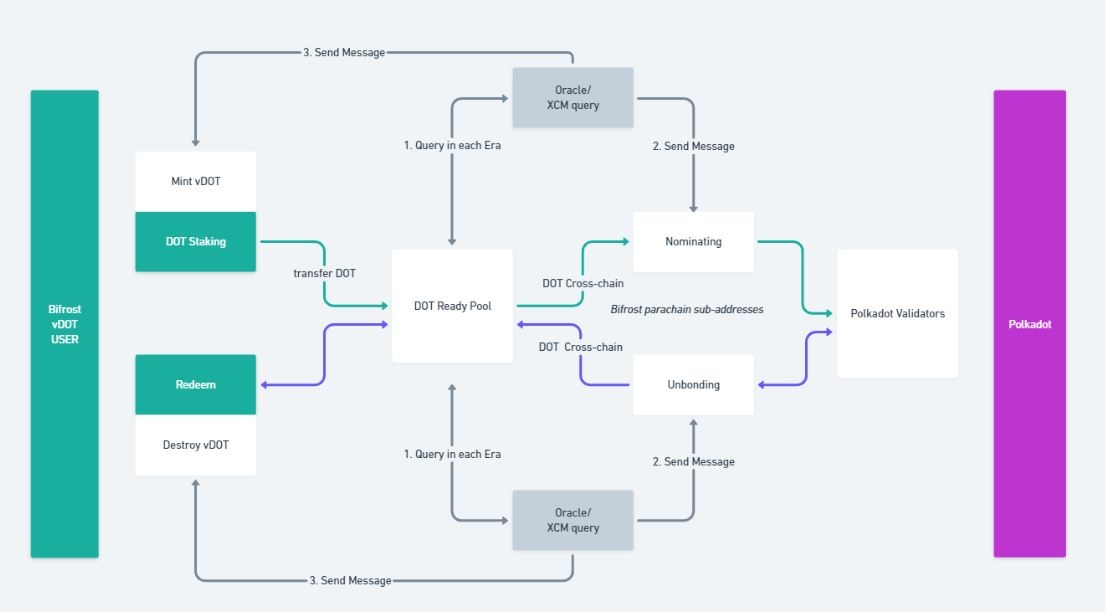 3. Send Message
Oracle/
XCM query
1. Query in each Era
2. Send Message
Mint vDOT
DOT Staking
Nominating
transfer DOT
DOT Cross-chain
Bifrost
vDOT
USER
DOT Ready Pool
Bifrost parachain sub-addresses
Polkadot Validators
Polkadot
DOT Cross-chain
Redeem
Unbonding
Destroy vDOT
1. Query in each Era
2. Send Message
Oracle/
XCM query
3. Send Message